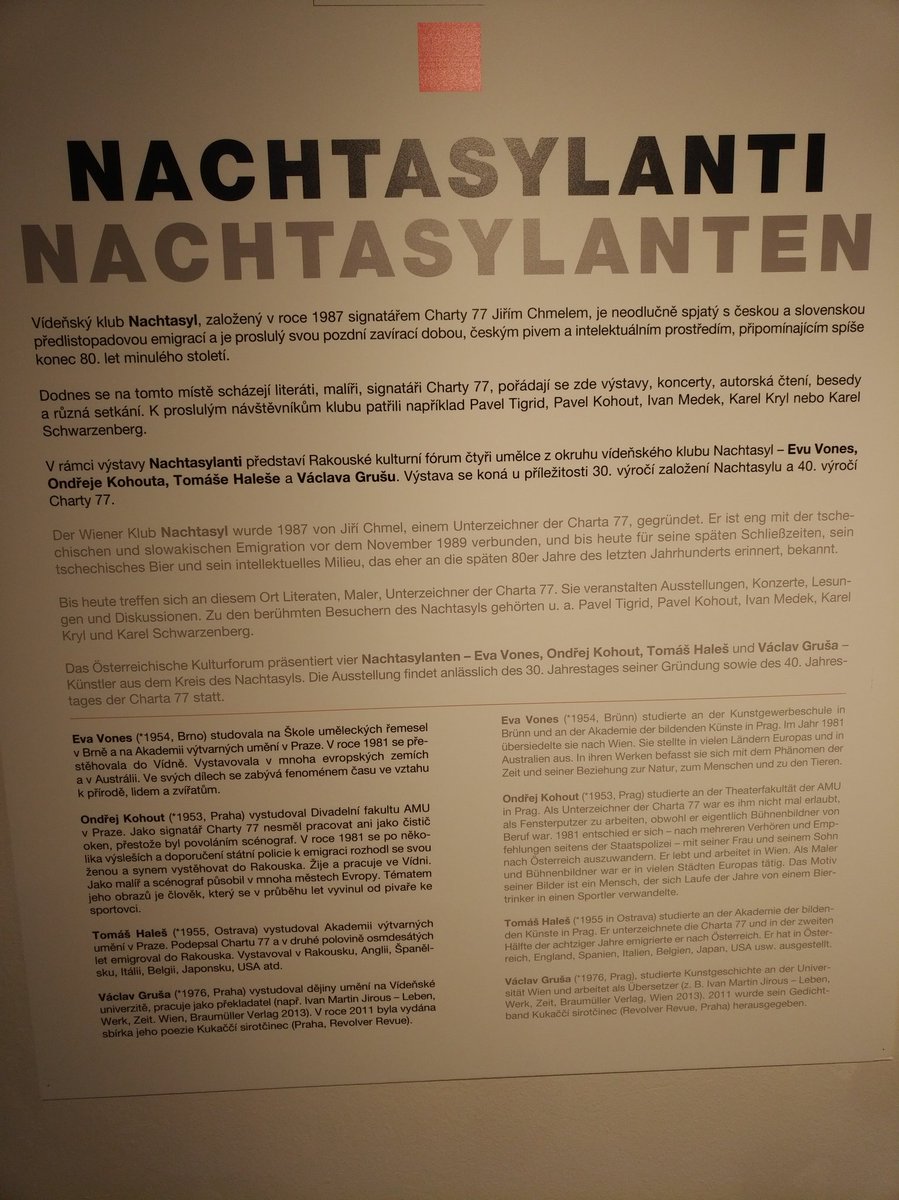 NACHTASYLANTI
NACHTASYLANTEN
Vídeňský klub Nachtasyl, založený v roce 1987 signatářem Charty 77 Jiřím Chmelem, je neodlučně spjatý s českou a slovenskou
předlistopadovou emigrací a je proslulý svou pozdní zavírací dobou, českým pivem a intelektuálním prostředím, připomínajícím spíše
konec 80. let minulého století.
Dodnes se na tomto místě scházejí literáti, malíři, signatáři Charty 77, pořádají se zde výstavy, koncerty, autorská čtení, besedy
a různá setkání. K proslulým návštěvníkům klubu patřili například Pavel Tigrid, Pavel Kohout, Ivan Medek, Karel Kryl nebo Karel
Schwarzenberg.
V rámci výstavy Nachtasylanti představí Rakouské kulturní fórum čtyři umělce z okruhu vídeňského klubu Nachtasyl – Evu Vones,
Ondřeje Kohouta, Tomáše Haleše a Václava Grušu. Výstava se koná u příležitosti 30. výročí založení Nachtasylu a 40. výročí
Charty 77.
Der Wiener Klub Nachtasyl wurde 1987 von Jiří Chmel, einem Unterzeichner der Charta 77, gegründet. Er ist eng mit der tsche-
chischen und slowakischen Emigration vor dem November 1989 verbunden, und bis heute für seine späten Schließzeiten, sein
tschechisches Bier und sein intellektuelles Milieu, das eher an die späten 80er Jahre des letzten Jahrhunderts erinnert, bekannt.
Bis heute treffen sich an diesem Ort Literaten, Maler, Unterzeichner der Charta 77. Sie veranstalten Ausstellungen, Konzerte, Lesun-
gen und Diskussionen. Zu den berühmten Besuchern des Nachtasyls gehörten u. a. Pavel Tigrid, Pavel Kohout, Ivan Medek, Karel
Kryl und Karel Schwarzenberg.
Das Österreichische Kulturforum präsentiert vier Nachtasylanten – Eva Vones, Ondřej Kohout, Tomáš Haleš und Václav Gruša –
Künstler aus dem Kreis des Nachtasyls. Die Ausstellung findet anlässlich des 30. Jahrestages seiner Gründung sowie des 40. Jahres-
tages der Charta 77 statt.
Eva Vones (*1954, Brno) studovala na Škole uměleckých řemesel
v Brně a na Akademii výtvarných umění v Praze. V roce 1981 se pře-
stěhovala do Vídně. Vystavovala v mnoha evropských zemích
a v Austrálii. Ve svých dílech se zabývá fenoménem času ve vztahu
k přírodě, lidem a zvířatům.
Ondřej Kohout (*1953, Praha) vystudoval Divadelní fakultu AMU
v Praze. Jako signatář Charty 77 nesměl pracovat ani jako čistič
oken, přestože byl povoláním scénograf. V roce 1981 se po něko-
lika výsleších a doporučení státní policie k emigraci rozhodl se svou
ženou a synem vystěhovat do Rakouska. Žije a pracuje ve Vídni.
Jako malíř a scénograf působil v mnoha městech Evropy. Tématem
jeho obrazů je člověk, který se v průběhu let vyvinul od pivaře ke
sportovci.
Tomáš Haleš (*1955, Ostrava) vystudoval Akademii výtvarných
umění v Praze. Podepsal Chartu 77 a v druhé polovině osmdesátých
let emigroval do Rakouska. Vystavoval v Rakousku, Anglii, Španěl-
sku, Itálii, Belgii, Japonsku, USA atd.
Václav Gruša (*1976, Praha) vystudoval dějiny umění na Vídeňské
univerzitě, pracuje jako překladatel (např. Ivan Martin Jirous – Leben,
Werk, Zeit. Wien, Braumüller Verlag 2013). V roce 2011 byla vydána
sbírka jeho poezie Kukaččí sirotčinec (Praha, Revolver Revue).
Eva Vones (*1954, Brünn) studierte an der Kunstgewerbeschule in
Brünn und an der Akademie der bildenden Künste in Prag. Im Jahr 1981
übersiedelte sie nach Wien. Sie stellte in vielen Ländern Europas und in
Australien aus. In ihren Werken befasst sie sich mit dem Phänomen der
Zeit und seiner Beziehung zur Natur, zum Menschen und zu den Tieren.
Ondřej Kohout (*1953, Prag) studierte an der Theaterfakultät der AMU
in Prag. Als Unterzeichner der Charta 77 war es ihm nicht mal erlaubt,
als Fensterputzer zu arbeiten, obwohl er eigentlich Bühnenbildner von
Beruf war. 1981 entschied er sich – nach mehreren Verhören und Emp-
fehlungen seitens der Staatspolizei – mit seiner Frau und seinem Sohn
nach Österreich auszuwandern. Er lebt und arbeitet in Wien. Als Maler
und Bühnenbildner war er in vielen Städten Europas tätig. Das Motiv
seiner Bilder ist ein Mensch, der sich Laufe der Jahre von einem Bier-
trinker in einen Sportler verwandelte.
Tomáš Haleš (*1955 in Ostrava) studierte an der Akademie der bilden-
den Künste in Prag. Er unterzeichnete die Charta 77 und in der zweiten
Hälfte der achtziger Jahre emigrierte er nach Österreich. Er hat in Öster-
reich, England, Spanien, Italien, Belgien, Japan, USA usw. ausgestellt.
Václav Gruša (*1976, Prag), studierte Kunstgeschichte an der Univer-
sität Wien und arbeitet als Übersetzer (z. B. Ivan Martin Jirous – Leben,
Werk, Zeit, Braumüller Verlag, Wien 2013). 2011 wurde sein Gedicht-
band Kukaččí sirotčinec (Revolver Revue, Praha) herausgegeben.